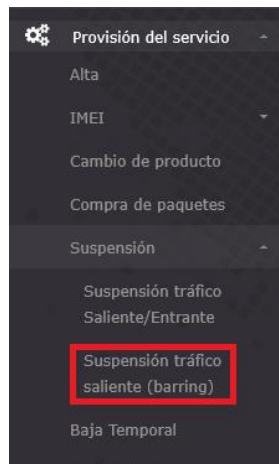 Provisión del servicio
Alta
IMEI
Cambio de producto
Compra de paquetes
Suspensión
Suspensión tráfico
Saliente/Entrante
Suspensión tráfico
saliente (barring)
Baja Temporal